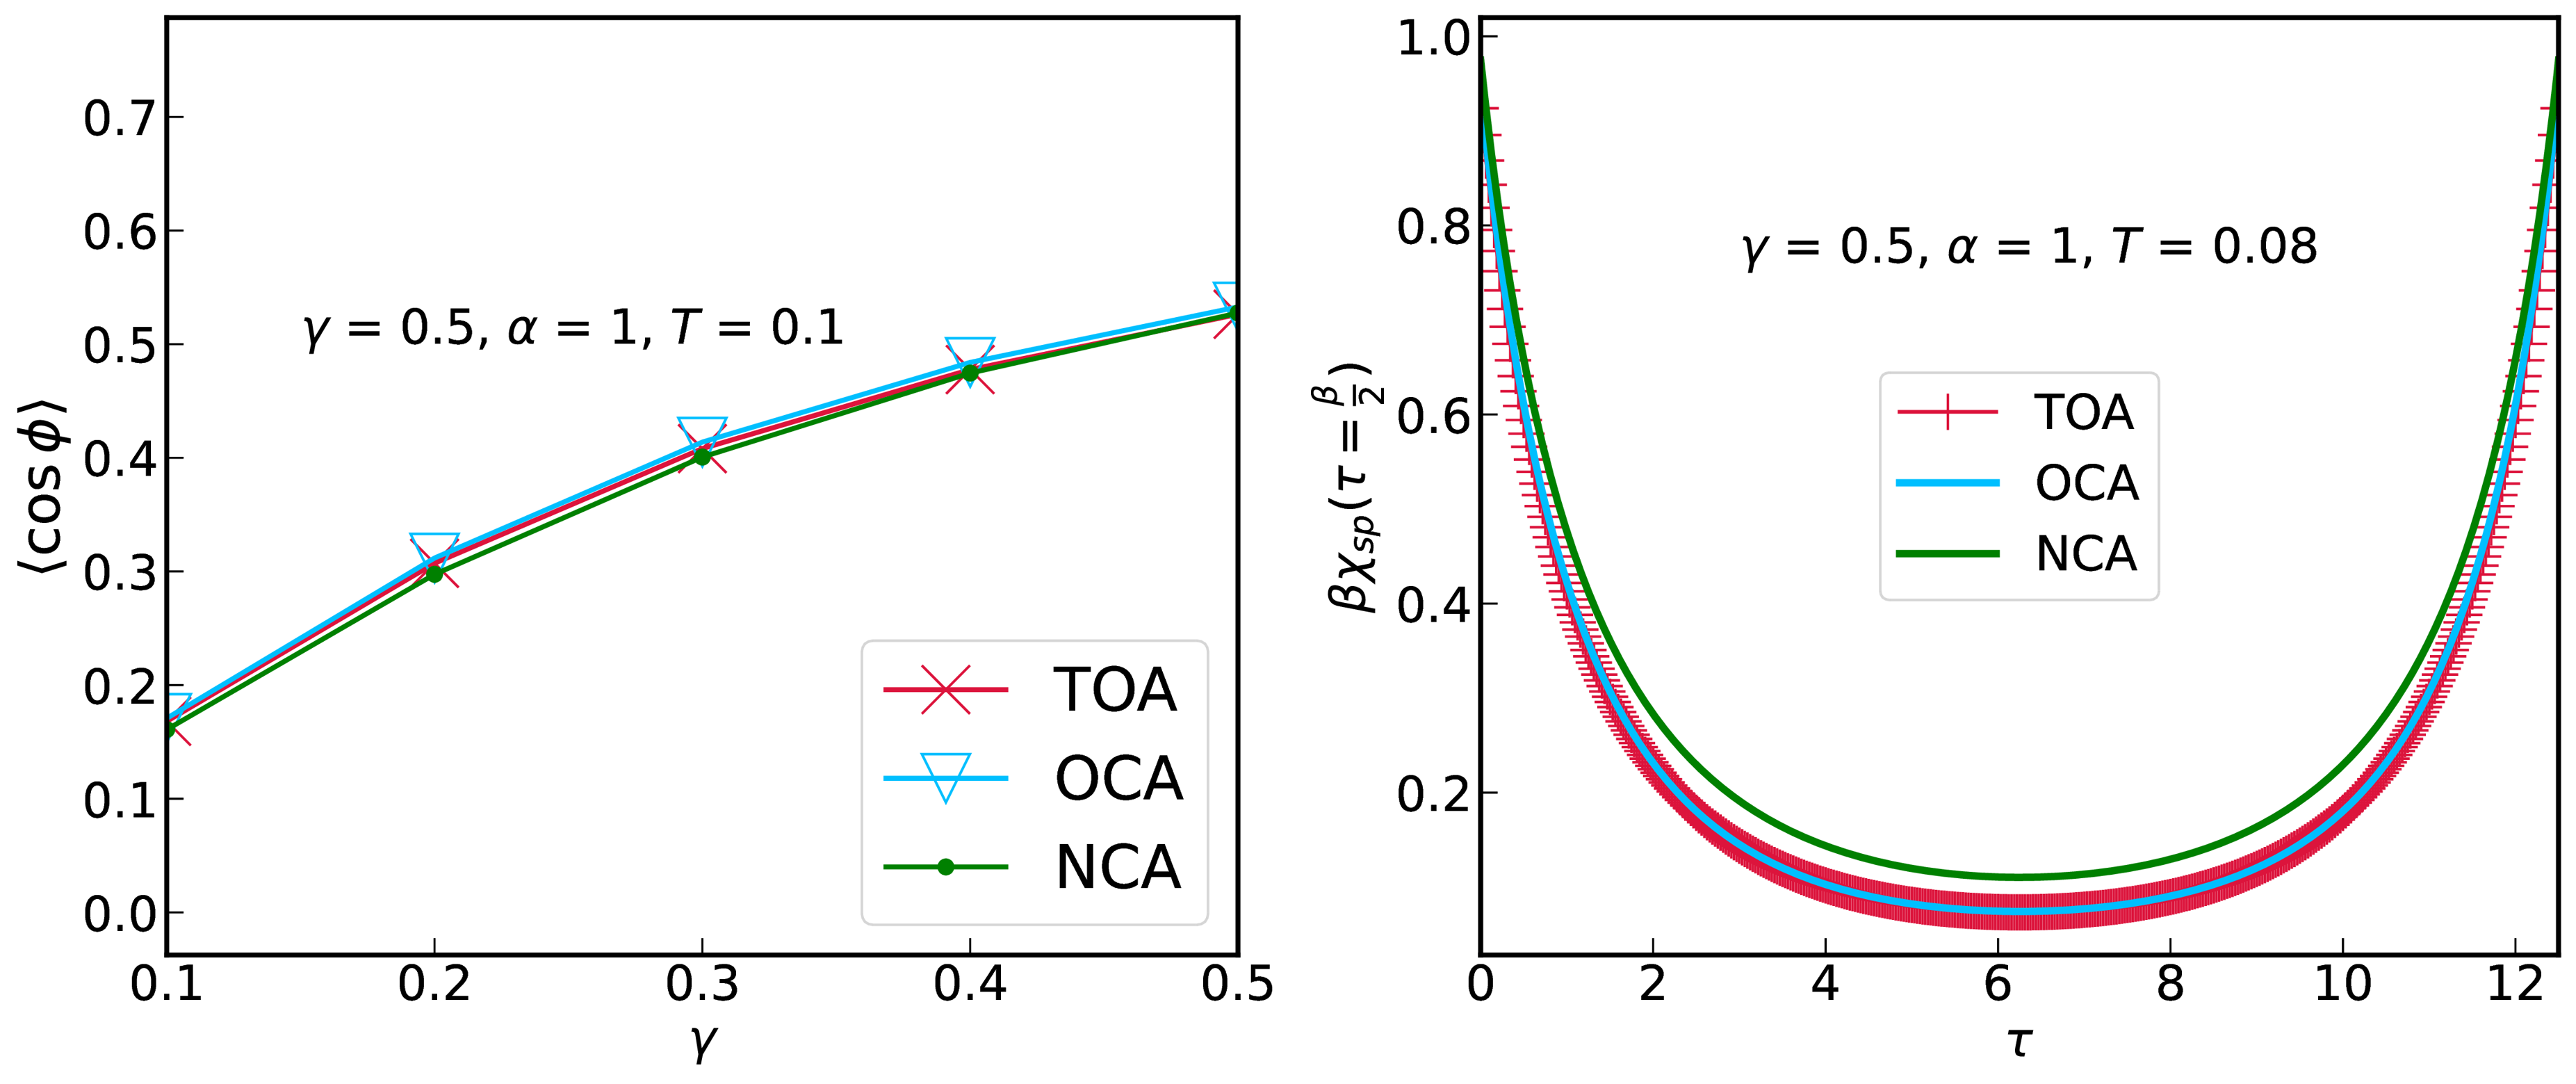 0.7
0.6
0.5
0.4
0.3
0.2
0.1
0.0
⟨cos ϕ⟩
γ = 0.5, α = 1, T = 0.1
TOA
OCA
NCA
0.1 0.2 0.3 0.4 0.5
γ
1.0
0.8
0.6
0.4
0.2
βχ_{sp}(τ = \frac{β}{2})
γ = 0.5, α = 1, T = 0.08
TOA
OCA
NCA
0 2 4 6 8 10 12
τ